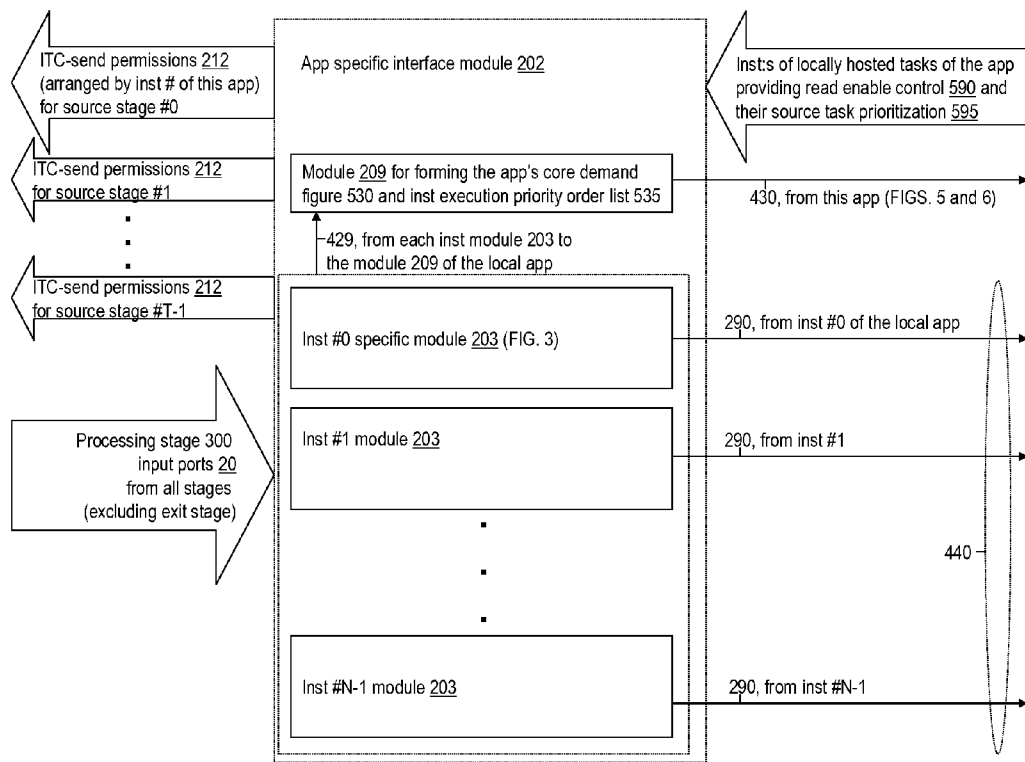 ITC-send permissions 212
(arranged by inst # of this app)
for source stage #0
App specific interface module 202
Inst:s of locally hosted tasks of the app
providing read enable control 590 and
their source task prioritization 595
ITC-send permissions 212
for source stage #1
Module 209 for forming the app's core demand
figure 530 and inst execution priority order list 535
430, from this app (FIGS. 5 and 6)
429, from each inst module 203 to
the module 209 of the local app
ITC-send permissions 212
for source stage #T-1
Inst #0 specific module 203 (FIG. 3)
290, from inst #0 of the local app
Processing stage 300
input ports 20
from all stages
(excluding exit stage)
Inst #1 module 203
290, from inst #1
440
Inst #N-1 module 203
290, from inst #N-1